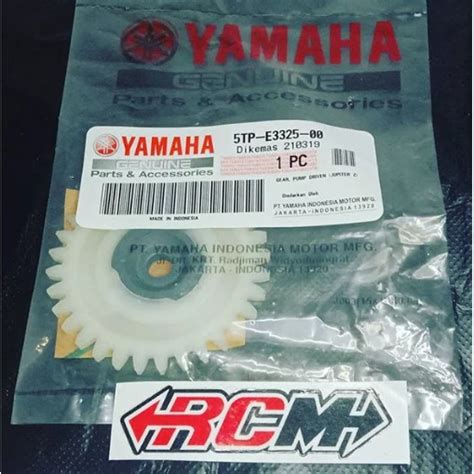 YAMAHA
GENUINE
Parts & Accessories
YAMAHA
GENUINE
Parts & Accessories
MADE IN INDONESIA
5TP-E3325-00
Dikemas 210319
1 PC
GEAR, PUMP DRIVEN (JUPITER Z)
Diedarkan Oleh
PT. YAMAHA INDONESIA MOTOR MFG.
JAKARTA - INDONESIA 13920
PT. YAMAHA INDONESIA MOTOR MFG.
JAKARTA - INDONESIA 13920
RCM